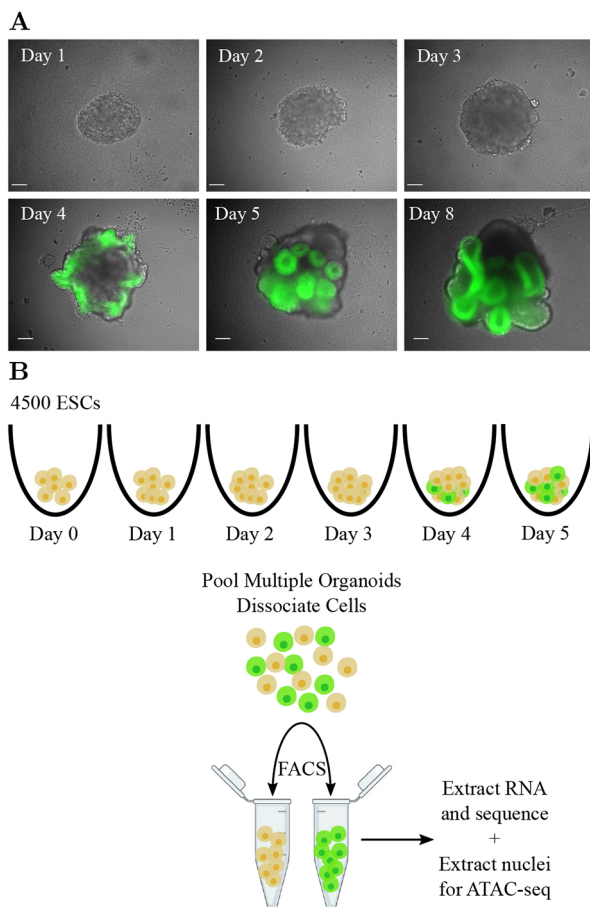 A
Day 1
Day 2
Day 3
Day 4
Day 5
Day 8
B
4500 ESCs
Day 0
Day 1
Day 2
Day 3
Day 4
Day 5
Pool Multiple Organoids
Dissociate Cells
FACS
Extract RNA
and sequence
+
Extract nuclei
for ATAC-seq